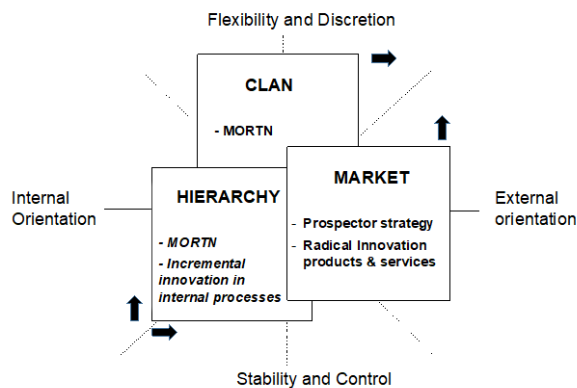 Flexibility and Discretion
CLAN
- MORTN
Internal
Orientation
HIERARCHY
- MORTN
- Incremental
innovation in
internal processes
MARKET
- Prospector strategy
- Radical Innovation
products & services
External
orientation
Stability and Control